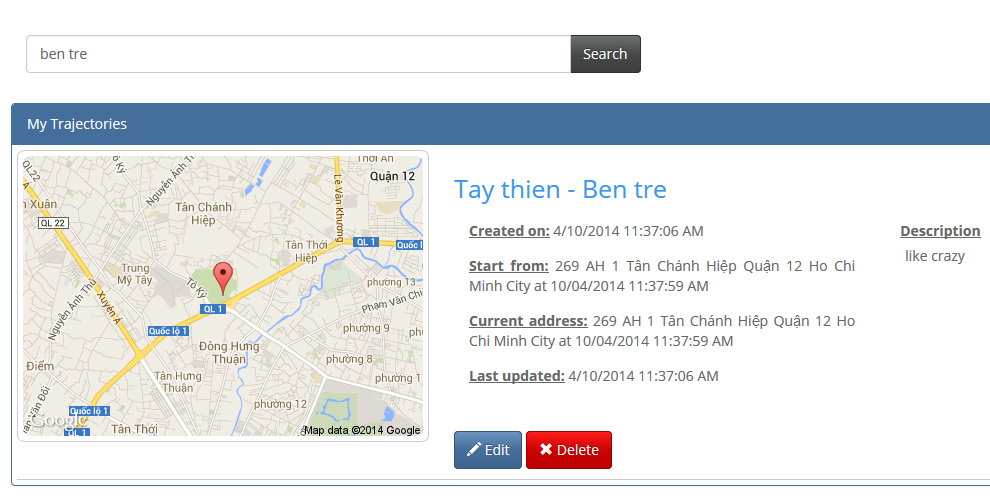 ben tre
Search
My Trajectories
QL22
Tô Ký
Nguyễn Ảnh Thủ
Thới An
Quận 12
Xuân
QL 22
Tân Chánh
Hiệp
Lê Văn Khương
QL 1
Quốc lộ
Tân Thới
Hiệp
Trung
Mỹ Tây
Tô Ký
phường 13
Phạm Văn Chi
Nguyễn Ảnh Thủ
Xuyên Á
QL 1
Quốc lộ 1
phường 9
Đông Hưng
Thuận
phường 8
Điểm
Tân Hưng
Thuận
phường 1
phường 12
Quốc lộ 1
Google
Tân Thới
Map data ©2014 Google
Tay thien - Ben tre
Created on: 4/10/2014 11:37:06 AM
Start from: 269 AH 1 Tân Chánh Hiệp Quận 12 Ho Chi
Minh City at 10/04/2014 11:37:59 AM
Current address: 269 AH 1 Tân Chánh Hiệp Quận 12 Ho
Chi Minh City at 10/04/2014 11:37:59 AM
Last updated: 4/10/2014 11:37:06 AM
Description
like crazy
Edit
Delete